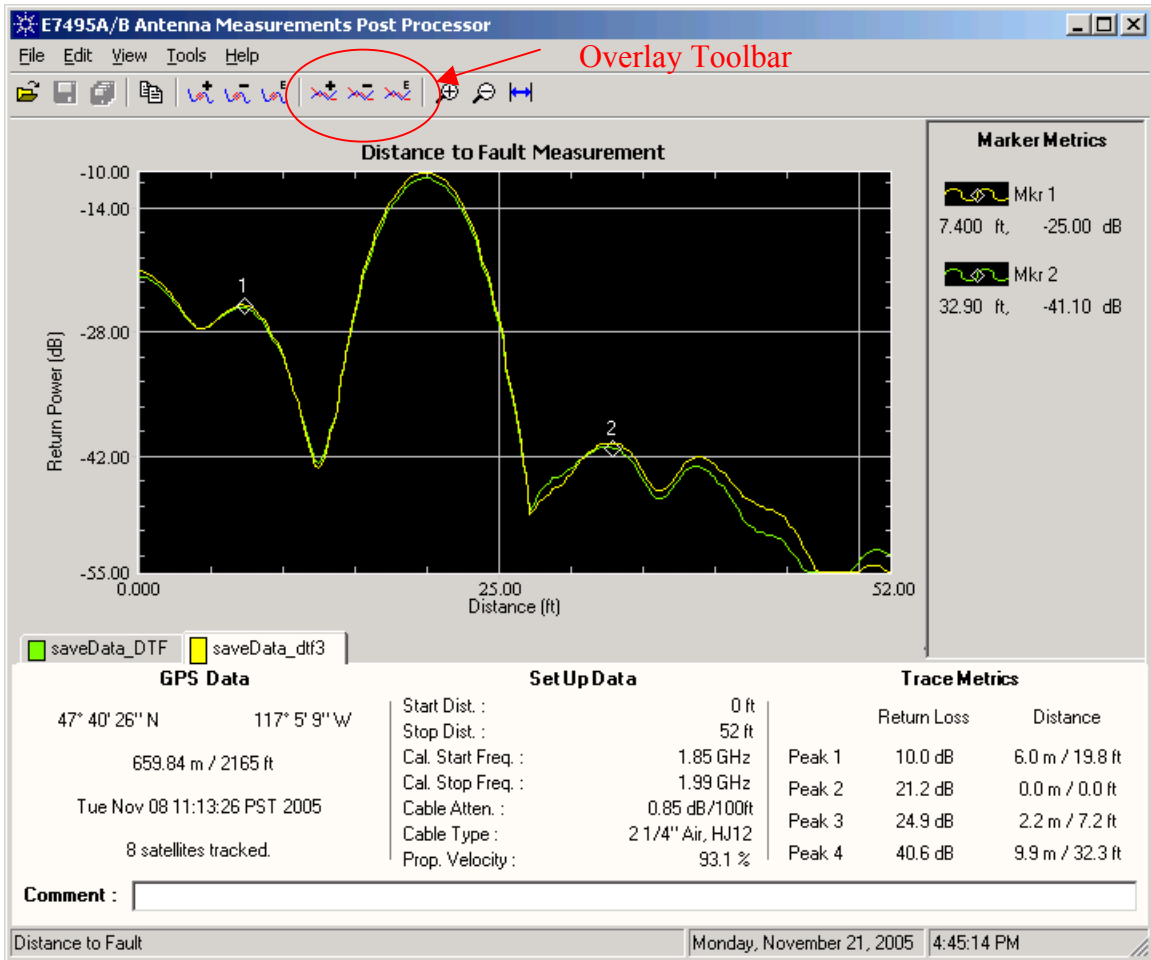 E7495A/B Antenna Measurements Post Processor
File Edit View Tools Help
Overlay Toolbar
E E
Distance to Fault Measurement
-10.00
-14.00
-28.00
-42.00
-55.00
Return Power (dB)
1
2
0.000 25.00 52.00
Distance (ft)
Marker Metrics
Mkr 1
7.400 ft, -25.00 dB
Mkr 2
32.90 ft, -41.10 dB
saveData_DTF saveData_dtf3
GPS Data
47° 40' 26'' N 117° 5' 9'' W
659.84 m / 2165 ft
Tue Nov 08 11:13:26 PST 2005
8 satellites tracked.
Set Up Data
Start Dist. : 0 ft
Stop Dist. : 52 ft
Cal. Start Freq. : 1.85 GHz
Cal. Stop Freq. : 1.99 GHz
Cable Atten. : 0.85 dB/100ft
Cable Type : 2 1/4'' Air, HJ12
Prop. Velocity : 93.1 %
Trace Metrics
Return Loss Distance
Peak 1 10.0 dB 6.0 m / 19.8 ft
Peak 2 21.2 dB 0.0 m / 0.0 ft
Peak 3 24.9 dB 2.2 m / 7.2 ft
Peak 4 40.6 dB 9.9 m / 32.3 ft
Comment :
Distance to Fault Monday, November 21, 2005 4:45:14 PM